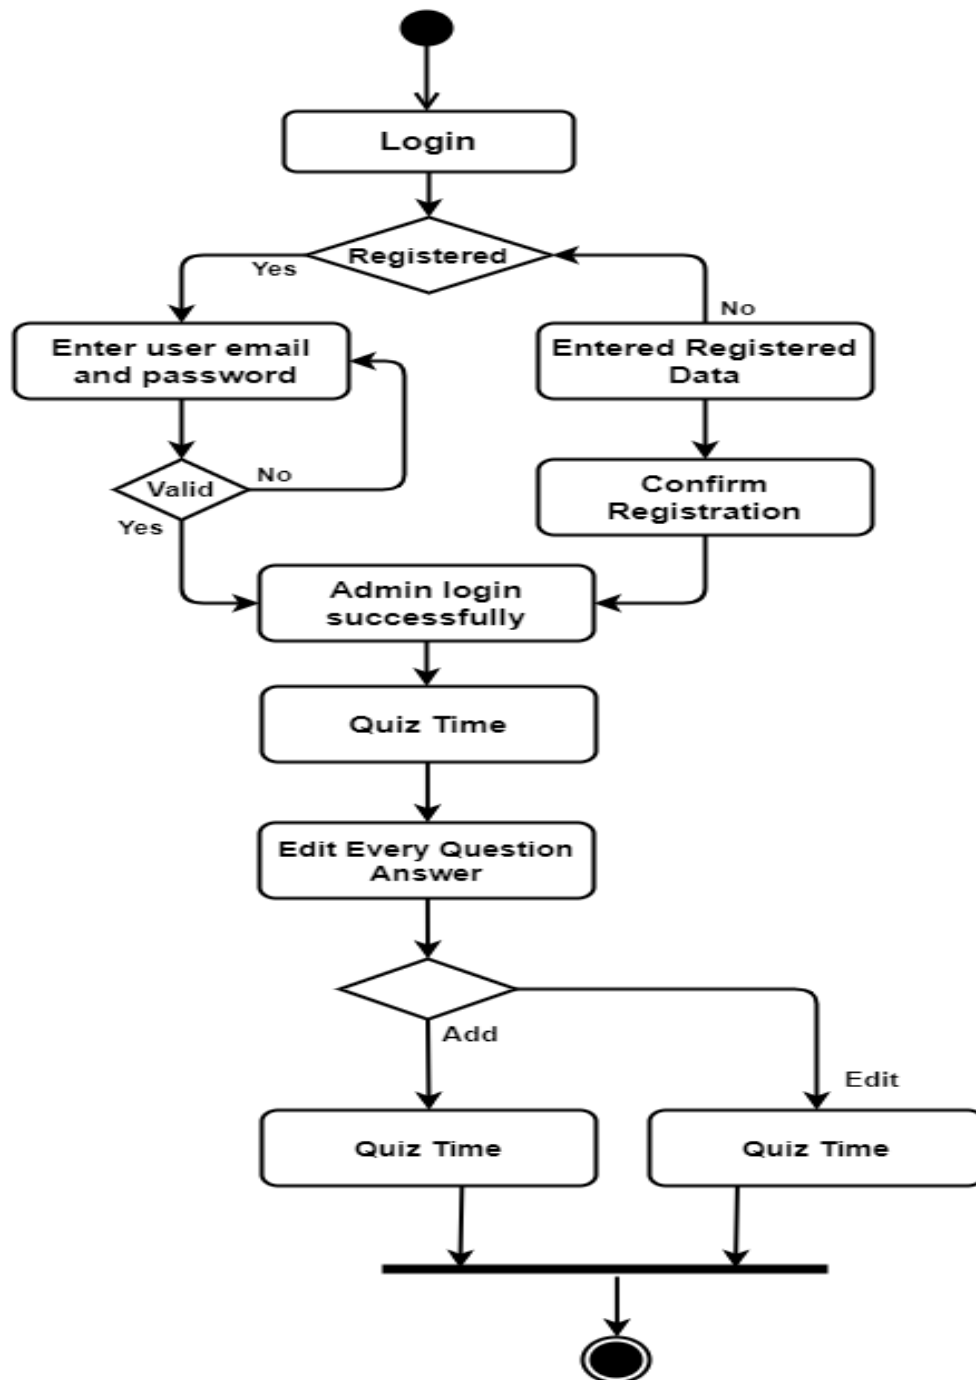 Login
Registered
Yes
No
Enter user email
and password
Entered Registered
Data
Valid
No
Yes
Confirm
Registration
Admin login
successfully
Quiz Time
Edit Every Question
Answer
Add
Edit
Quiz Time
Quiz Time